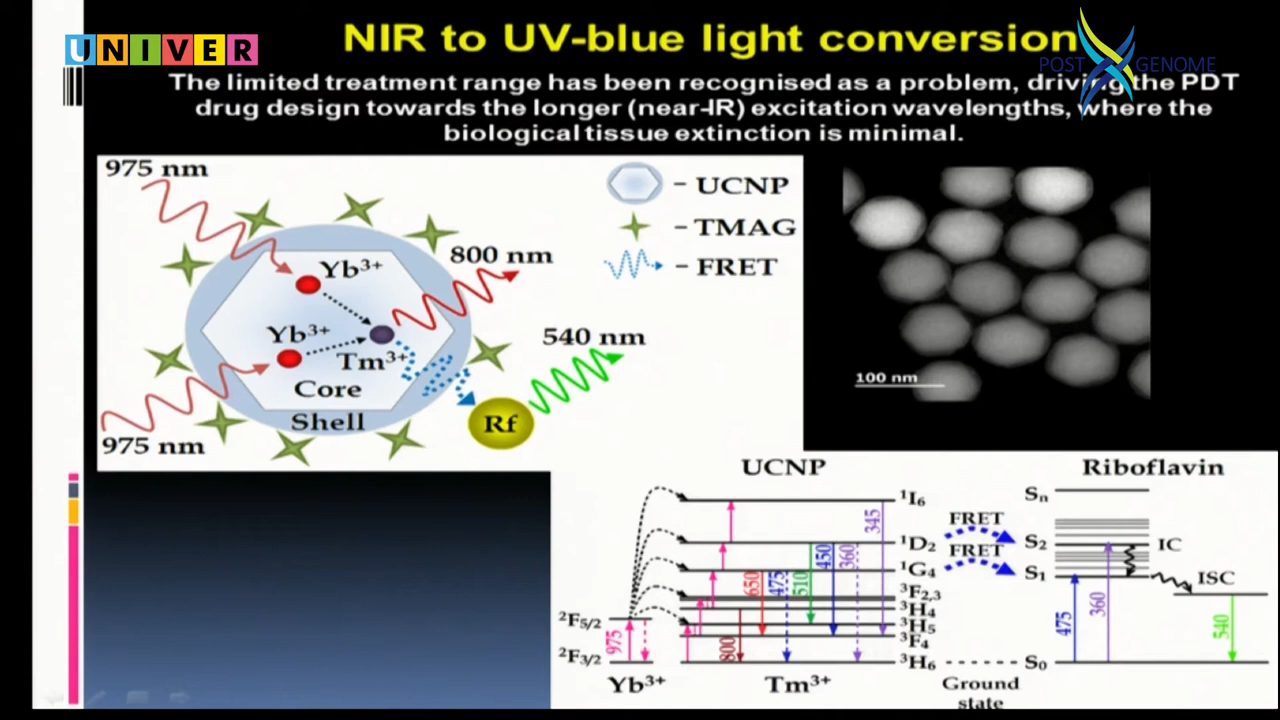 NIR to UV-blue light conversion
UNIVER
POST GENOME
The limited treatment range has been recognised as a problem, driving the PDT
drug design towards the longer (near-IR) excitation wavelengths, where the
biological tissue extinction is minimal.
975 nm
Yb³⁺
Yb³⁺
Tm³⁺
Core
Shell
975 nm
800 nm
540 nm
Rf
– UCNP
– TMAG
– FRET
100 nm
UCNP
Riboflavin
¹I₆
¹D₂
¹G₄
³F₂,₃
³H₄
³H₅
³F₄
³H₆
²F₅/₂
²F₃/₂
975
800
650
475
510
450
360
345
Yb³⁺
Tm³⁺
FRET
FRET
Ground
state
Sₙ
S₂
S₁
S₀
IC
ISC
475
360
540